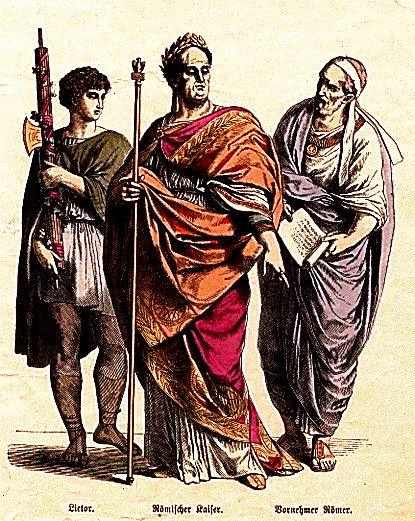 Lictor.
Römischer Kaiser.
Vornehmer Römer.